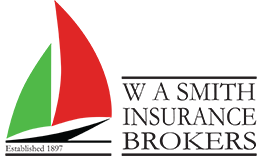 W A SMITH
INSURANCE
BROKERS
Established 1897